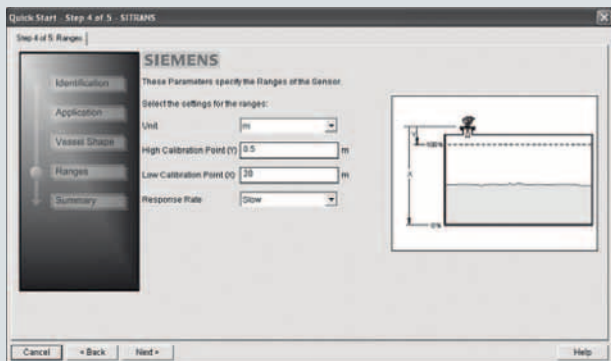 Quick Start - Step 4 of 5 - SITRANS
Step 4 of 5: Ranges
SIEMENS
Identification
Application
Vessel Shape
Ranges
Summary
These Parameters specify the Ranges of the Sensor.
Select the settings for the ranges:
Unit m
High Calibration Point (Y) 0.5 m
Low Calibration Point (X) 20 m
Response Rate Slow
Y
100%
X
0%
Cancel < Back Next > Help